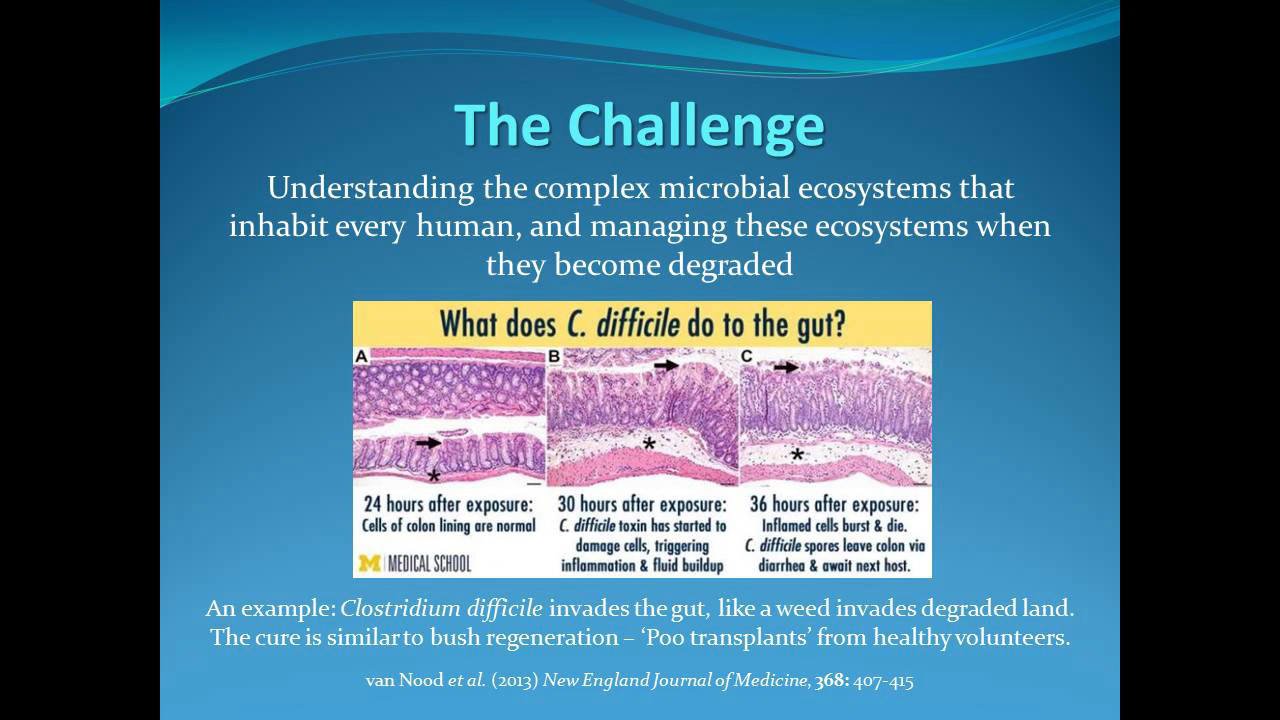 The Challenge
Understanding the complex microbial ecosystems that
inhabit every human, and managing these ecosystems when
they become degraded
What does C. difficile do to the gut?
A
B
C
*
*
*
24 hours after exposure:
Cells of colon lining are normal
M | MEDICAL SCHOOL
30 hours after exposure:
C. difficile toxin has started to
damage cells, triggering
inflammation & fluid buildup
36 hours after exposure:
Inflamed cells burst & die.
C. difficile spores leave colon via
diarrhea & await next host.
An example: Clostridium difficile invades the gut, like a weed invades degraded land.
The cure is similar to bush regeneration – ‘Poo transplants’ from healthy volunteers.
van Nood et al. (2013) New England Journal of Medicine, 368: 407-415